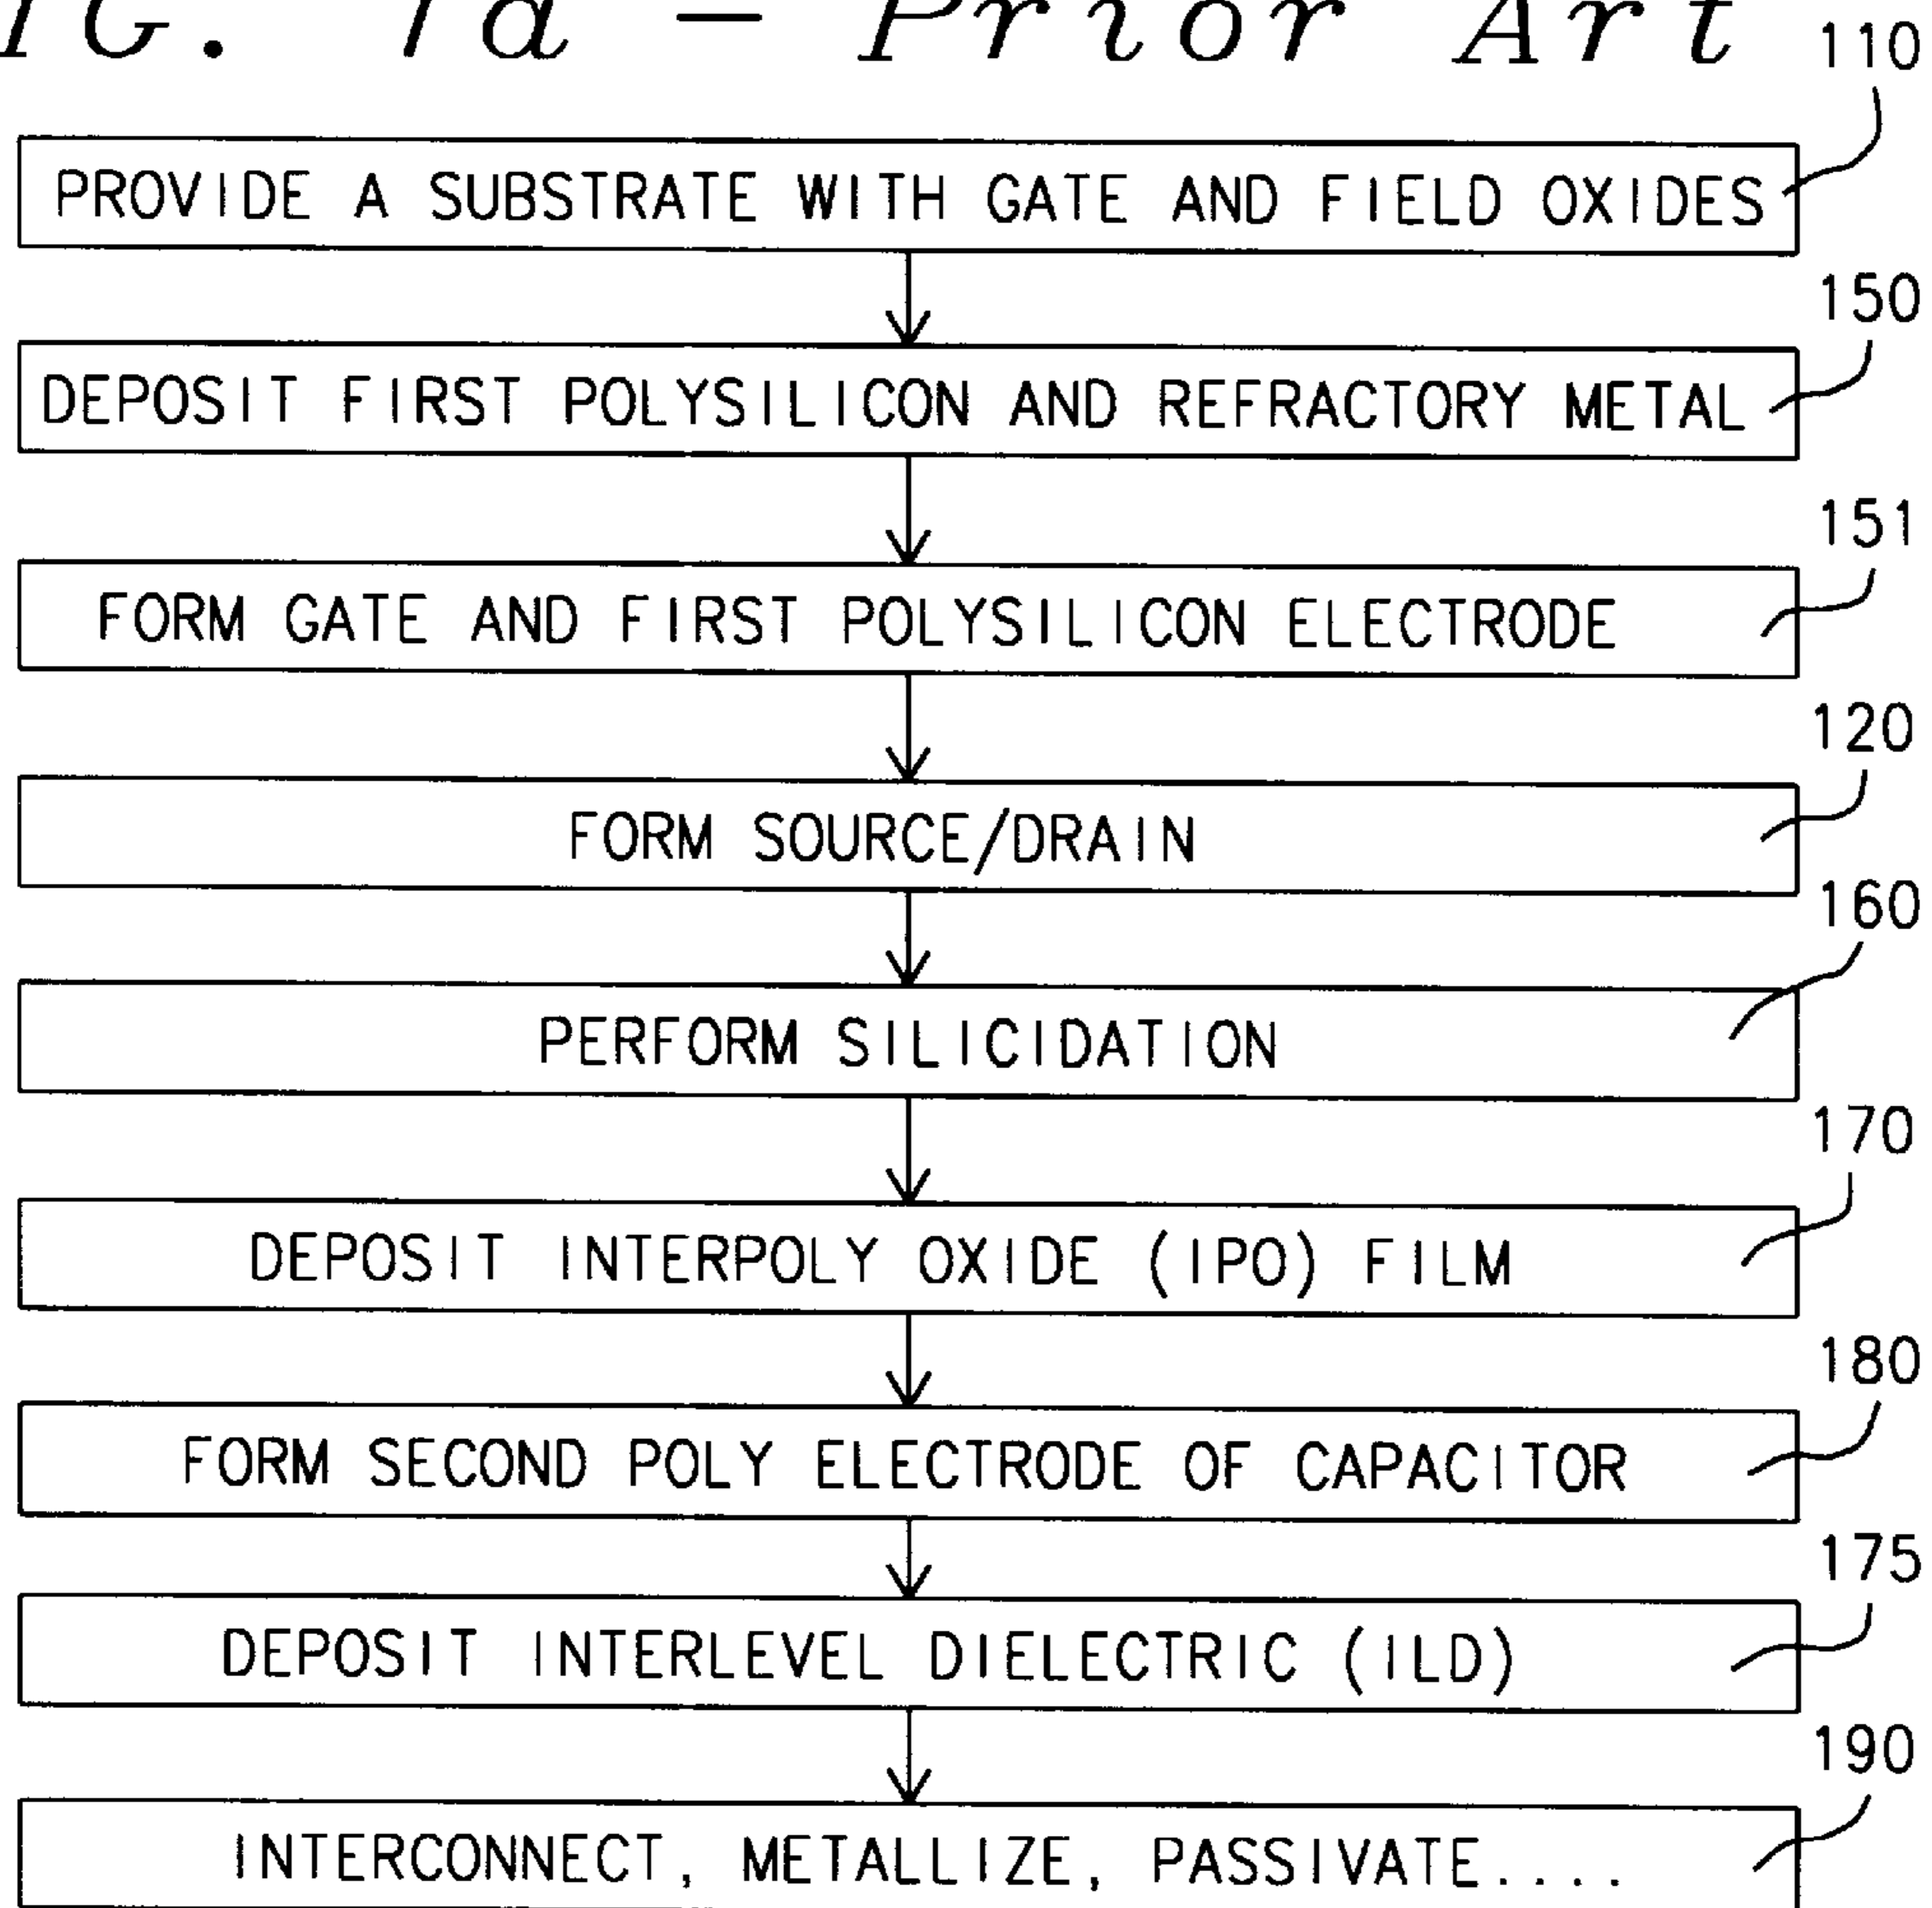 FIG. 1a - Prior Art
110
PROVIDE A SUBSTRATE WITH GATE AND FIELD OXIDES
150
DEPOSIT FIRST POLYSILICON AND REFRACTORY METAL
151
FORM GATE AND FIRST POLYSILICON ELECTRODE
120
FORM SOURCE/DRAIN
160
PERFORM SILICIDATION
170
DEPOSIT INTERPOLY OXIDE (IPO) FILM
180
FORM SECOND POLY ELECTRODE OF CAPACITOR
175
DEPOSIT INTERLEVEL DIELECTRIC (ILD)
190
INTERCONNECT, METALLIZE, PASSIVATE....